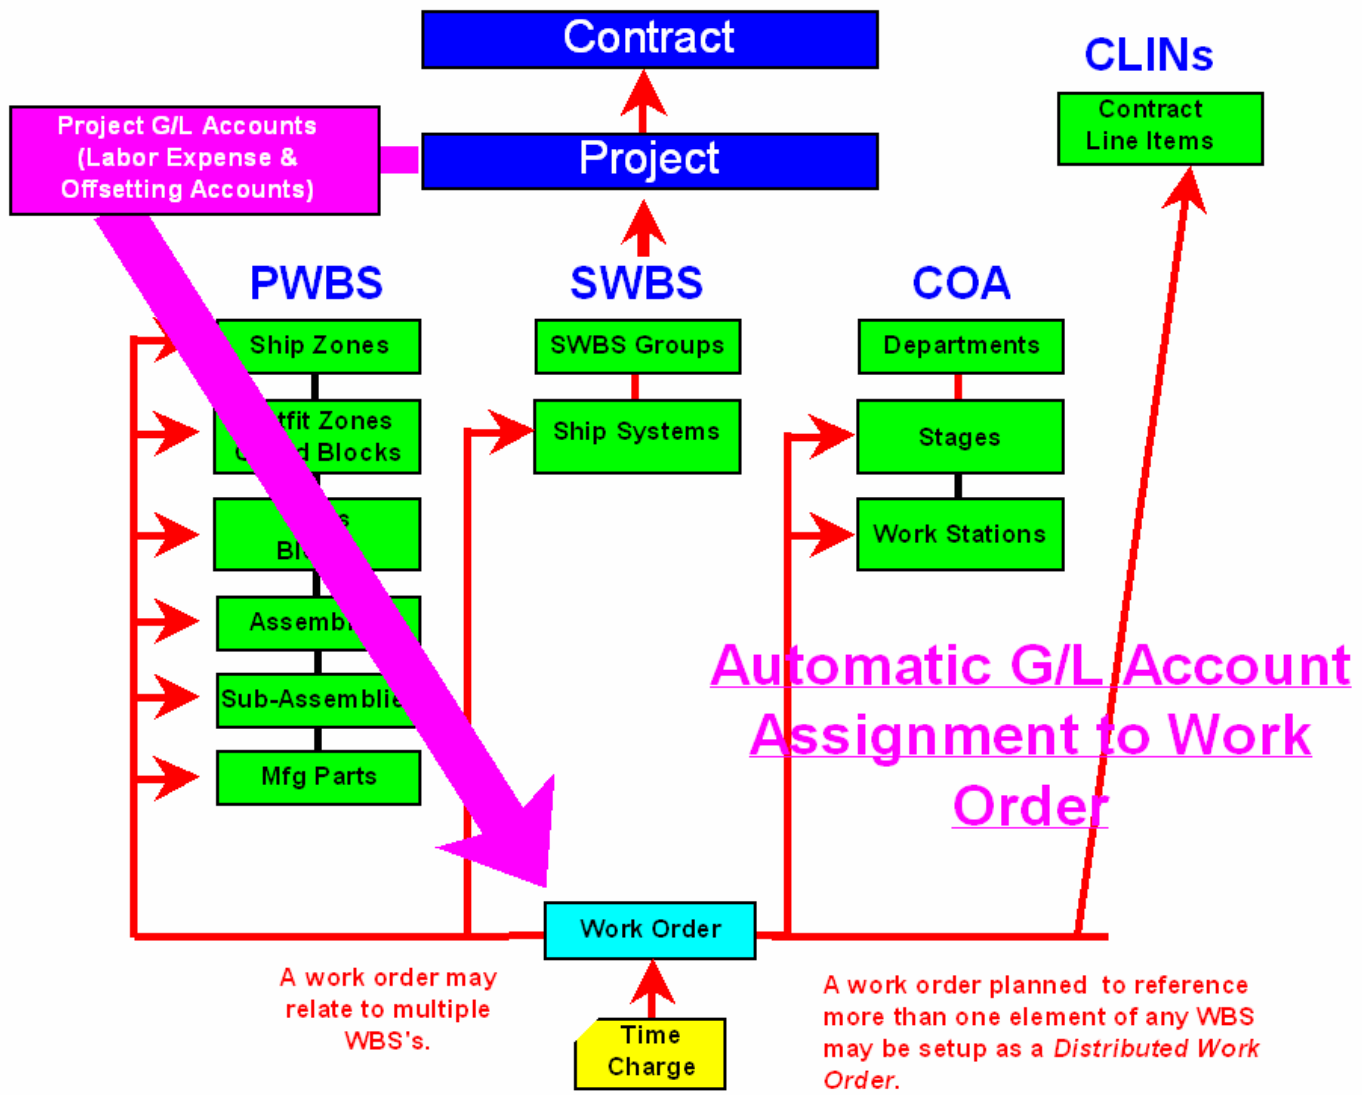 Contract
CLINs
Contract
Line Items
Project G/L Accounts
(Labor Expense &
Offsetting Accounts)
Project
PWBS
SWBS
COA
Ship Zones
SWBS Groups
Departments
Zones
Blocks
Ship Systems
Stages
Work Stations
Sub-Assemblie
Mfg Parts
Automatic G/L Account
Assignment to Work
Order
Work Order
A work order may
relate to multiple
WBS's.
A work order planned to reference
more than one element of any WBS
may be setup as a Distributed Work
Order.
Time
Charge